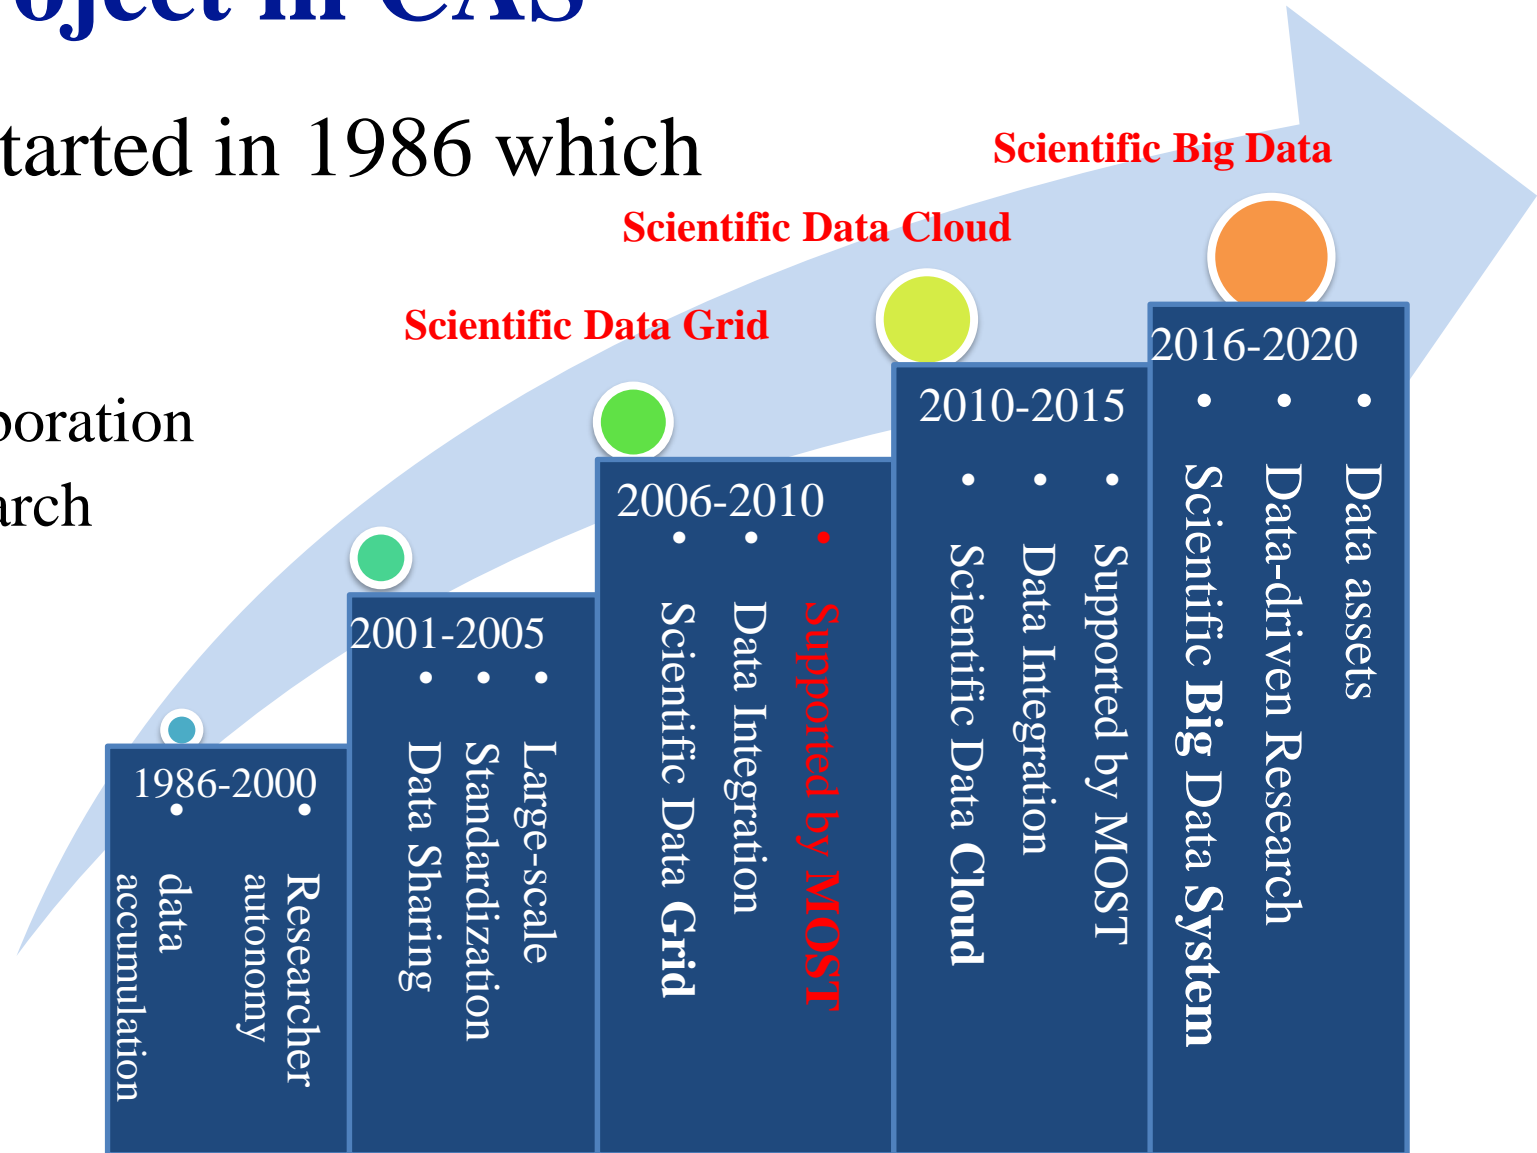 oject in CAS
tarted in 1986 which
Scientific Big Data
Scientific Data Cloud
Scientific Data Grid
poration
arch
1986-2000
• Researcher
autonomy
• data
accumulation
2001-2005
• Large-scale
• Standardization
• Data Sharing
2006-2010
• Supported by MOST
• Data Integration
• Scientific Data Grid
2010-2015
• Supported by MOST
• Data Integration
• Scientific Data Cloud
2016-2020
• Data assets
• Data-driven Research
• Scientific Big Data System